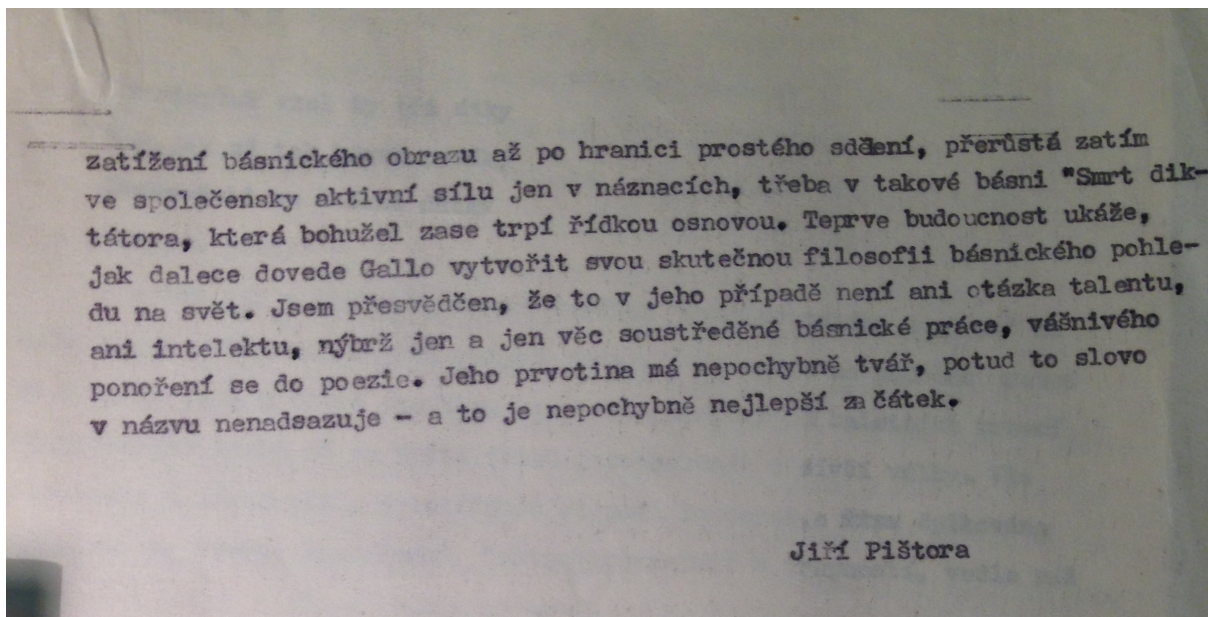 zatížení básnického obrazu až po hranici prostého sdělení, přerůstá zatím
ve společensky aktivní sílu jen v náznacích, třeba v takové básni "Smrt dik-
tátora, která bohužel zase trpí řídkou osnovou. Teprve budoucnost ukáže,
jak dalece dovede Gallo vytvořit svou skutečnou filosofii básnického pohle-
du na svět. Jsem přesvědčen, že to v jeho případě není ani otázka talentu,
ani intelektu, nýbrž jen a jen věc soustředěné básnické práce, vášnivého
ponoření se do poezie. Jeho prvotina má nepochybně tvář, potud to slovo
v názvu nenadsazuje - a to je nepochybně nejlepší začátek.
Jiří Pištora